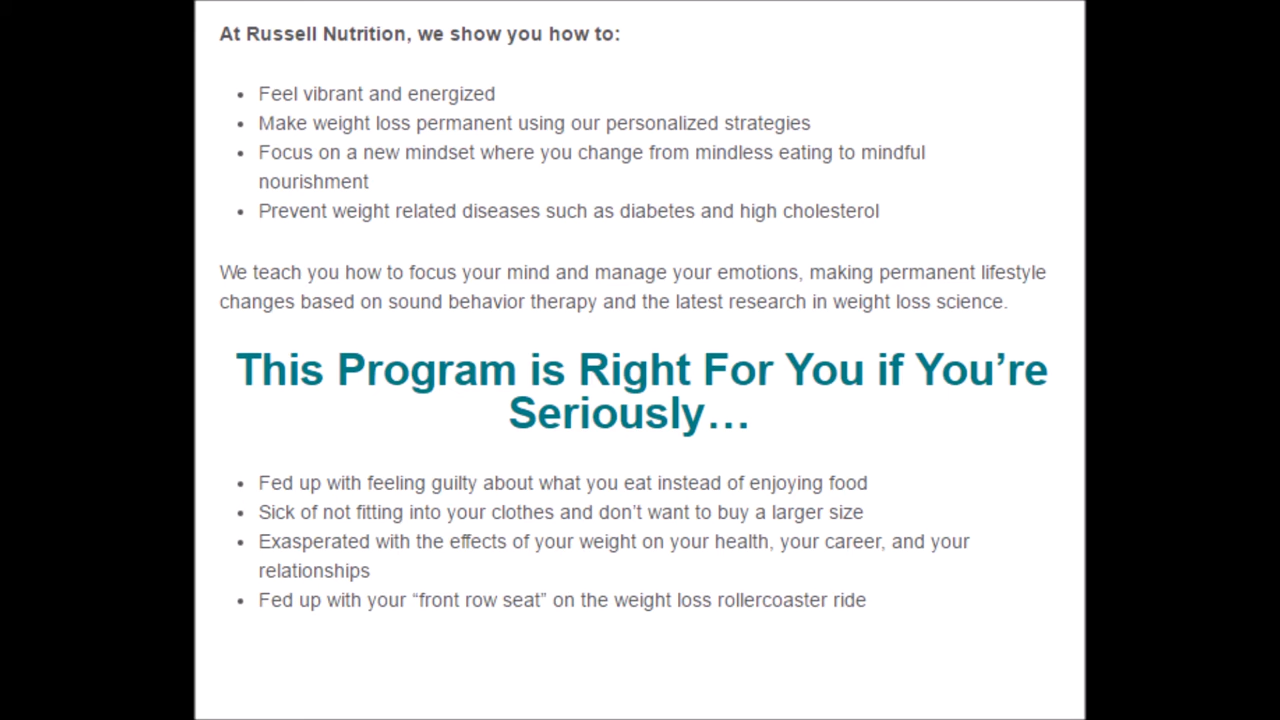 At Russell Nutrition, we show you how to:
• Feel vibrant and energized
• Make weight loss permanent using our personalized strategies
• Focus on a new mindset where you change from mindless eating to mindful
nourishment
• Prevent weight related diseases such as diabetes and high cholesterol
We teach you how to focus your mind and manage your emotions, making permanent lifestyle
changes based on sound behavior therapy and the latest research in weight loss science.
This Program is Right For You if You’re
Seriously…
• Fed up with feeling guilty about what you eat instead of enjoying food
• Sick of not fitting into your clothes and don’t want to buy a larger size
• Exasperated with the effects of your weight on your health, your career, and your
relationships
• Fed up with your “front row seat” on the weight loss rollercoaster ride